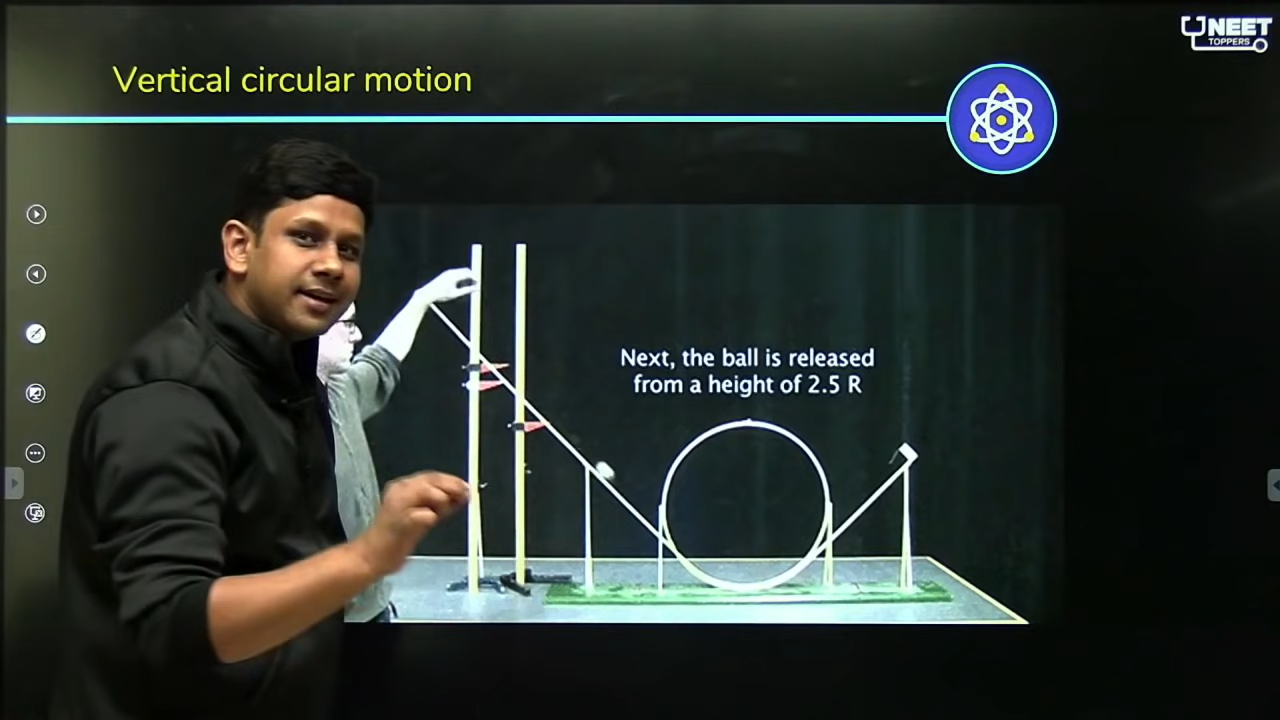 NEET
TOPPERS
Vertical circular motion
Next, the ball is released
from a height of 2.5 R